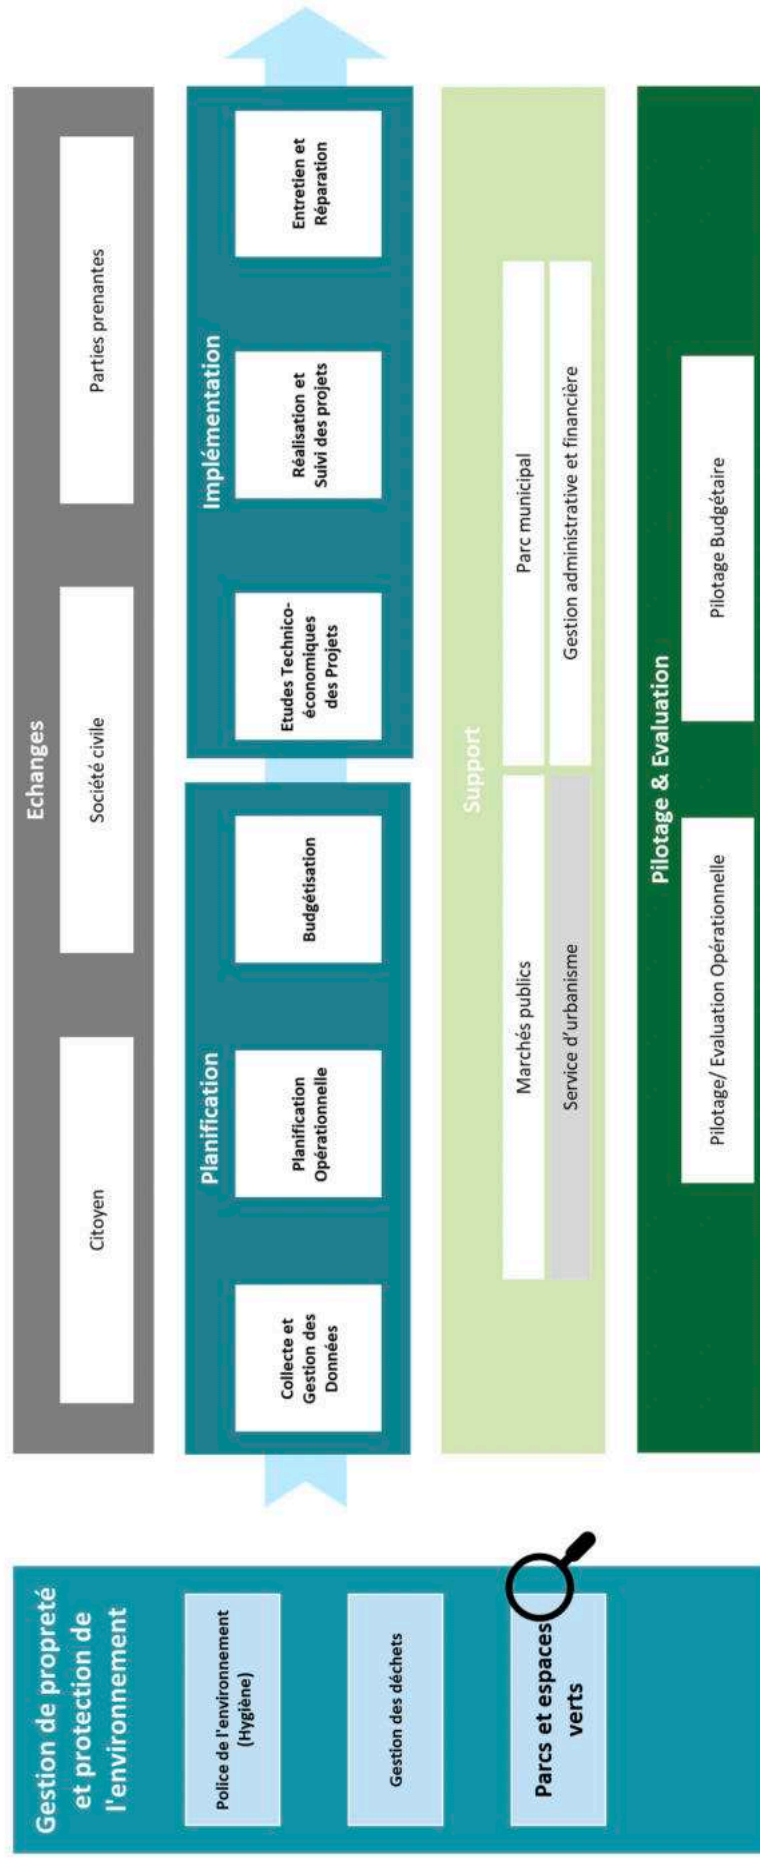 Gestion de propreté
et protection de
l'environnement
Police de l'environnement
(Hygiène)
Gestion des déchets
Parcs et espaces
verts
Echanges
Citoyen
Société civile
Parties prenantes
Planification
Collecte et
Gestion des
Données
Planification
Opérationnelle
Budgétisation
Implémentation
Etudes Technico-
économiques
des Projets
Réalisation et
Suivi des projets
Entretien et
Réparation
Support
Marchés publics
Parc municipal
Service d'urbanisme
Gestion administrative et financière
Pilotage & Evaluation
Pilotage/ Evaluation Opérationnelle
Pilotage Budgétaire